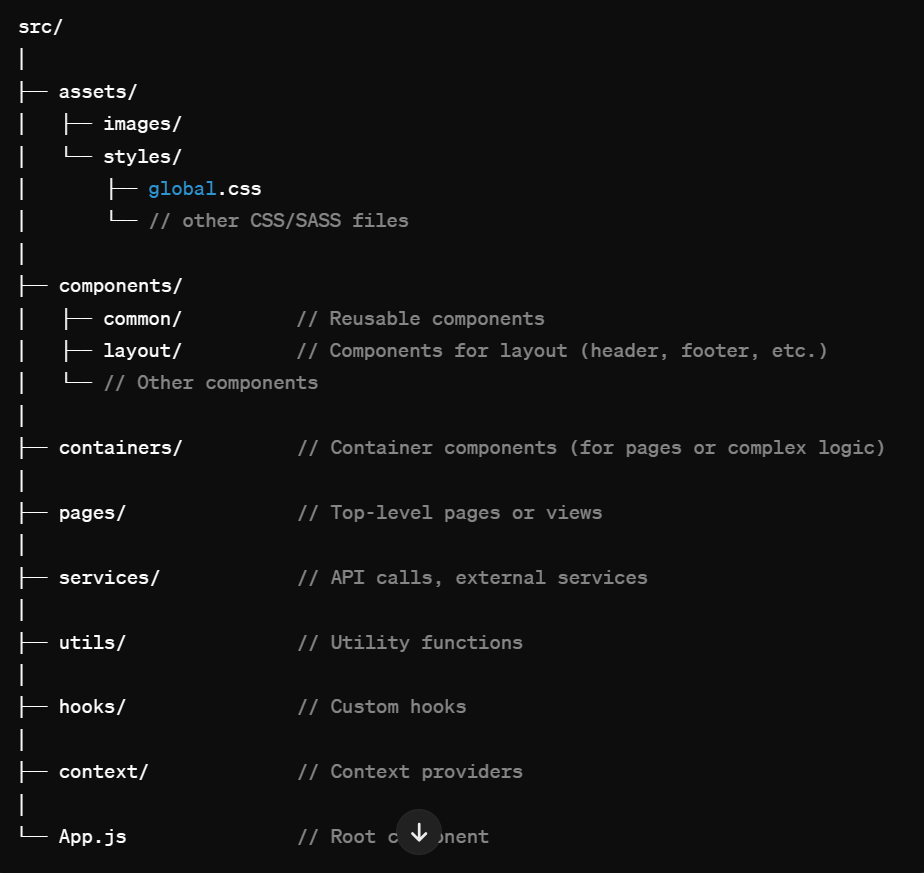 src/
│
├── assets/
│   ├── images/
│   └── styles/
│       ├── global.css
│       └── // other CSS/SASS files
│
├── components/
│   ├── common/          // Reusable components
│   ├── layout/          // Components for layout (header, footer, etc.)
│   └── // Other components
│
├── containers/          // Container components (for pages or complex logic)
│
├── pages/               // Top-level pages or views
│
├── services/            // API calls, external services
│
├── utils/               // Utility functions
│
├── hooks/               // Custom hooks
│
├── context/             // Context providers
│
└── App.js               // Root